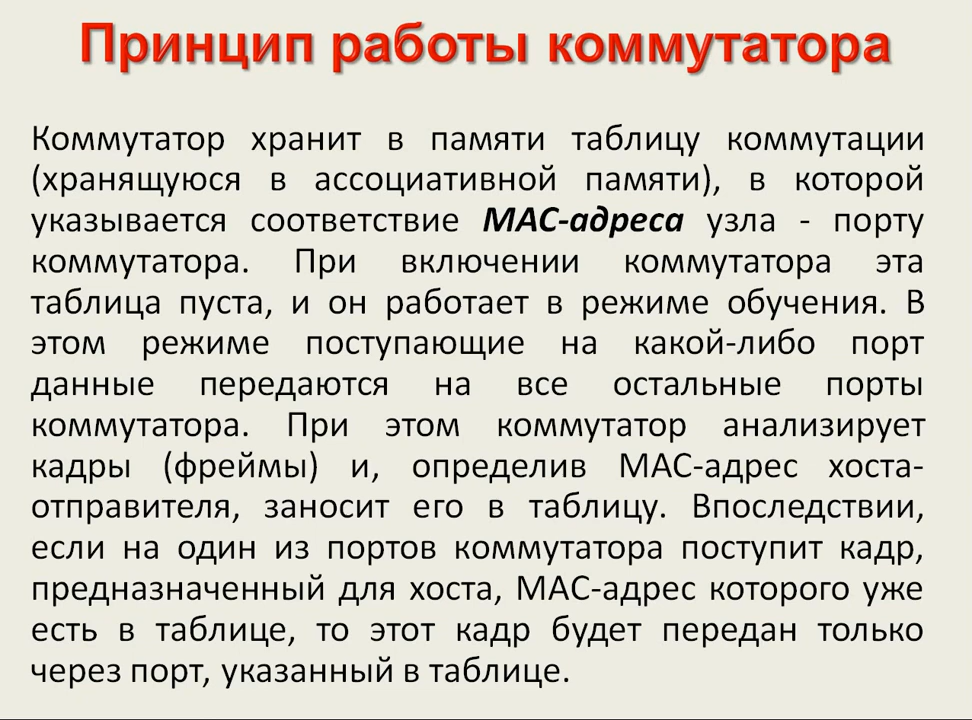 Принцип работы коммутатора
Коммутатор хранит в памяти таблицу коммутации
(хранящуюся в ассоциативной памяти), в которой
указывается соответствие МАС-адреса узла - порту
коммутатора. При включении коммутатора эта
таблица пуста, и он работает в режиме обучения. В
этом режиме поступающие на какой-либо порт
данные передаются на все остальные порты
коммутатора. При этом коммутатор анализирует
кадры (фреймы) и, определив МАС-адрес хоста-
отправителя, заносит его в таблицу. Впоследствии,
если на один из портов коммутатора поступит кадр,
предназначенный для хоста, МАС-адрес которого уже
есть в таблице, то этот кадр будет передан только
через порт, указанный в таблице.